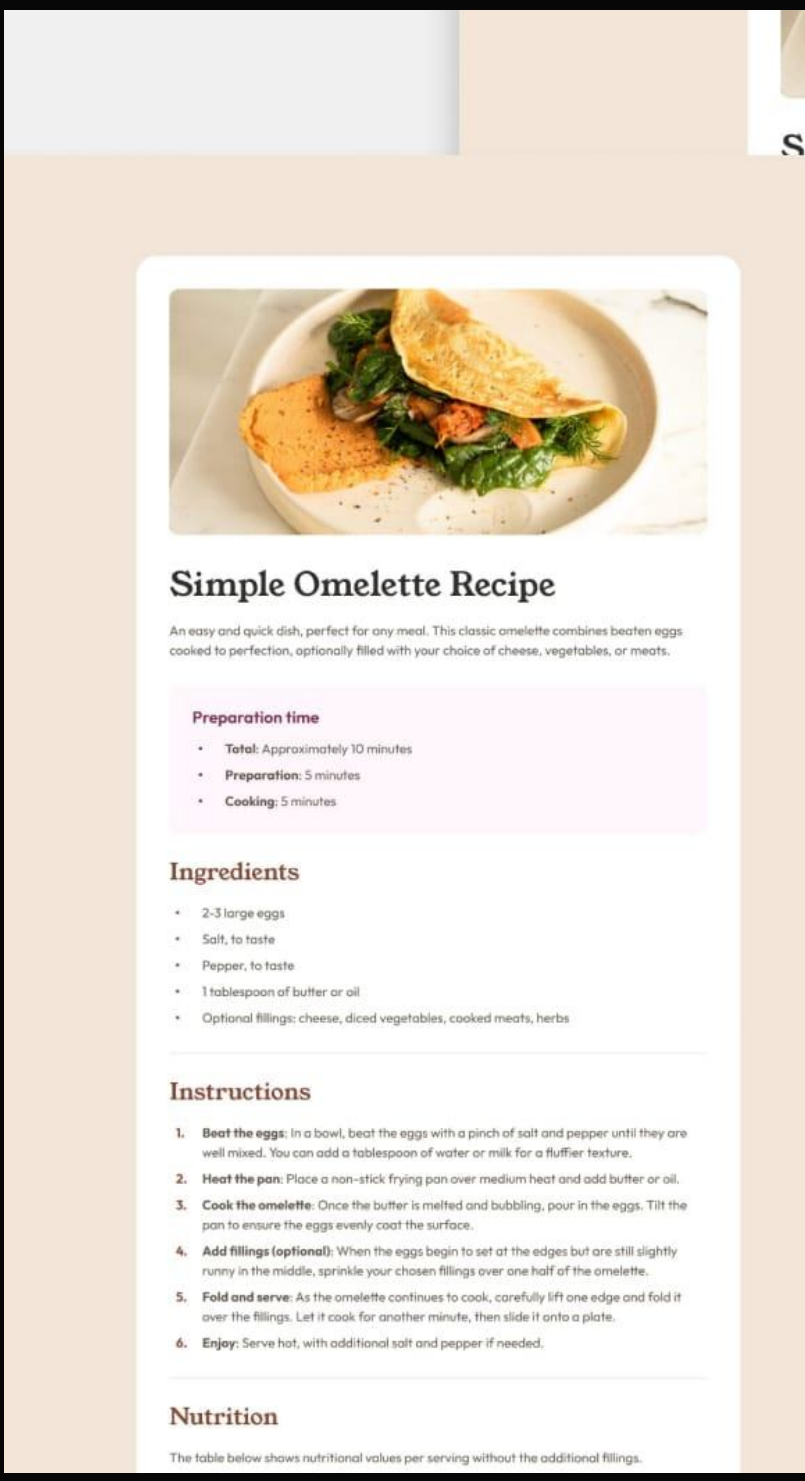 S
Simple Omelette Recipe
An easy and quick dish, perfect for any meal. This classic omelette combines beaten eggs
cooked to perfection, optionally filled with your choice of cheese, vegetables, or meats.
Preparation time
• Total: Approximately 10 minutes
• Preparation: 5 minutes
• Cooking: 5 minutes
Ingredients
• 2-3 large eggs
• Salt, to taste
• Pepper, to taste
• 1 tablespoon of butter or oil
• Optional fillings: cheese, diced vegetables, cooked meats, herbs
Instructions
1. Beat the eggs: In a bowl, beat the eggs with a pinch of salt and pepper until they are
well mixed. You can add a tablespoon of water or milk for a fluffier texture.
2. Heat the pan: Place a non-stick frying pan over medium heat and add butter or oil.
3. Cook the omelette: Once the butter is melted and bubbling, pour in the eggs. Tilt the
pan to ensure the eggs evenly coat the surface.
4. Add fillings (optional): When the eggs begin to set at the edges but are still slightly
runny in the middle, sprinkle your chosen fillings over one half of the omelette.
5. Fold and serve: As the omelette continues to cook, carefully lift one edge and fold it
over the fillings. Let it cook for another minute, then slide it onto a plate.
6. Enjoy: Serve hot, with additional salt and pepper if needed.
Nutrition
The table below shows nutritional values per serving without the additional fillings.